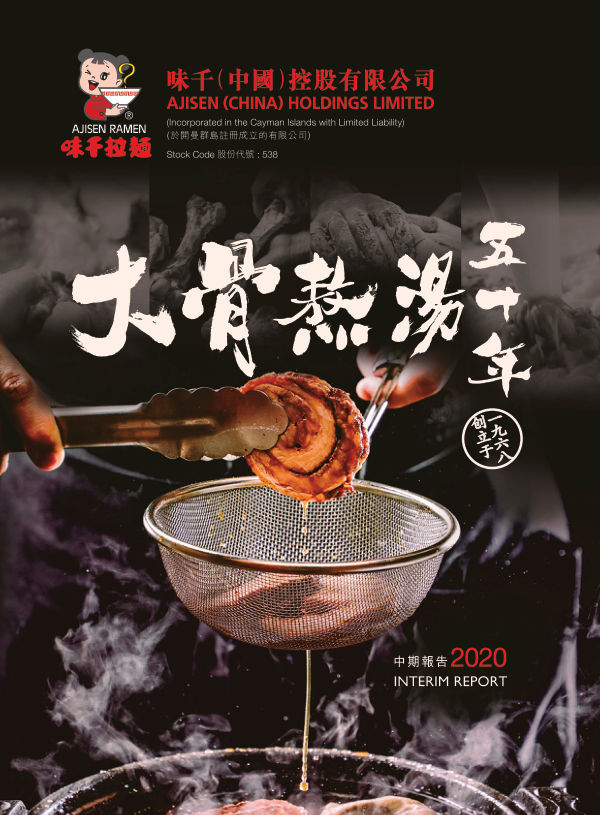 味千(中國)控股有限公司
AJISEN (CHINA) HOLDINGS LIMITED
(Incorporated in the Cayman Islands with Limited Liability)
(於開曼群島註冊成立的有限公司)
Stock Code 股份代號 : 538
?
®
AJISEN RAMEN
味千拉麵
大骨熬湯
五十年
一九六八
创立于
中期報告 2020
INTERIM REPORT